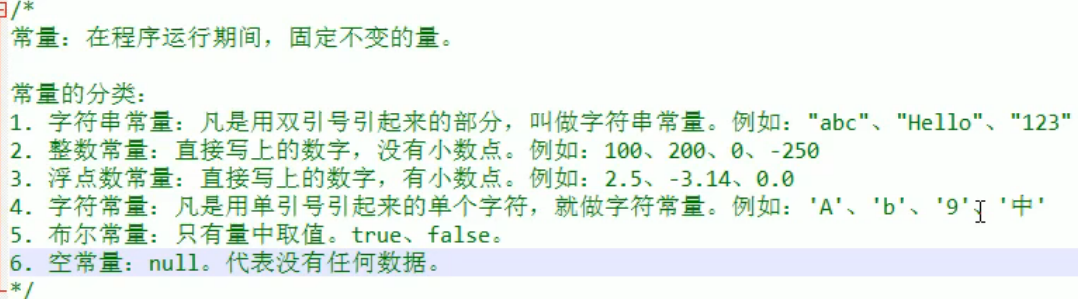 /*
常量：在程序运行期间，固定不变的量。
常量的分类：
1. 字符串常量：凡是用双引号引起来的部分，叫做字符串常量。例如："abc"、"Hello"、"123"
2. 整数常量：直接写上的数字，没有小数点。例如：100、200、0、-250
3. 浮点数常量：直接写上的数字，有小数点。例如：2.5、-3.14、0.0
4. 字符常量：凡是用单引号引起来的单个字符，就做字符常量。例如：'A'、'b'、'9'、'中'
5. 布尔常量：只有量中取值。true、false。
6. 空常量：null。代表没有任何数据。
*/